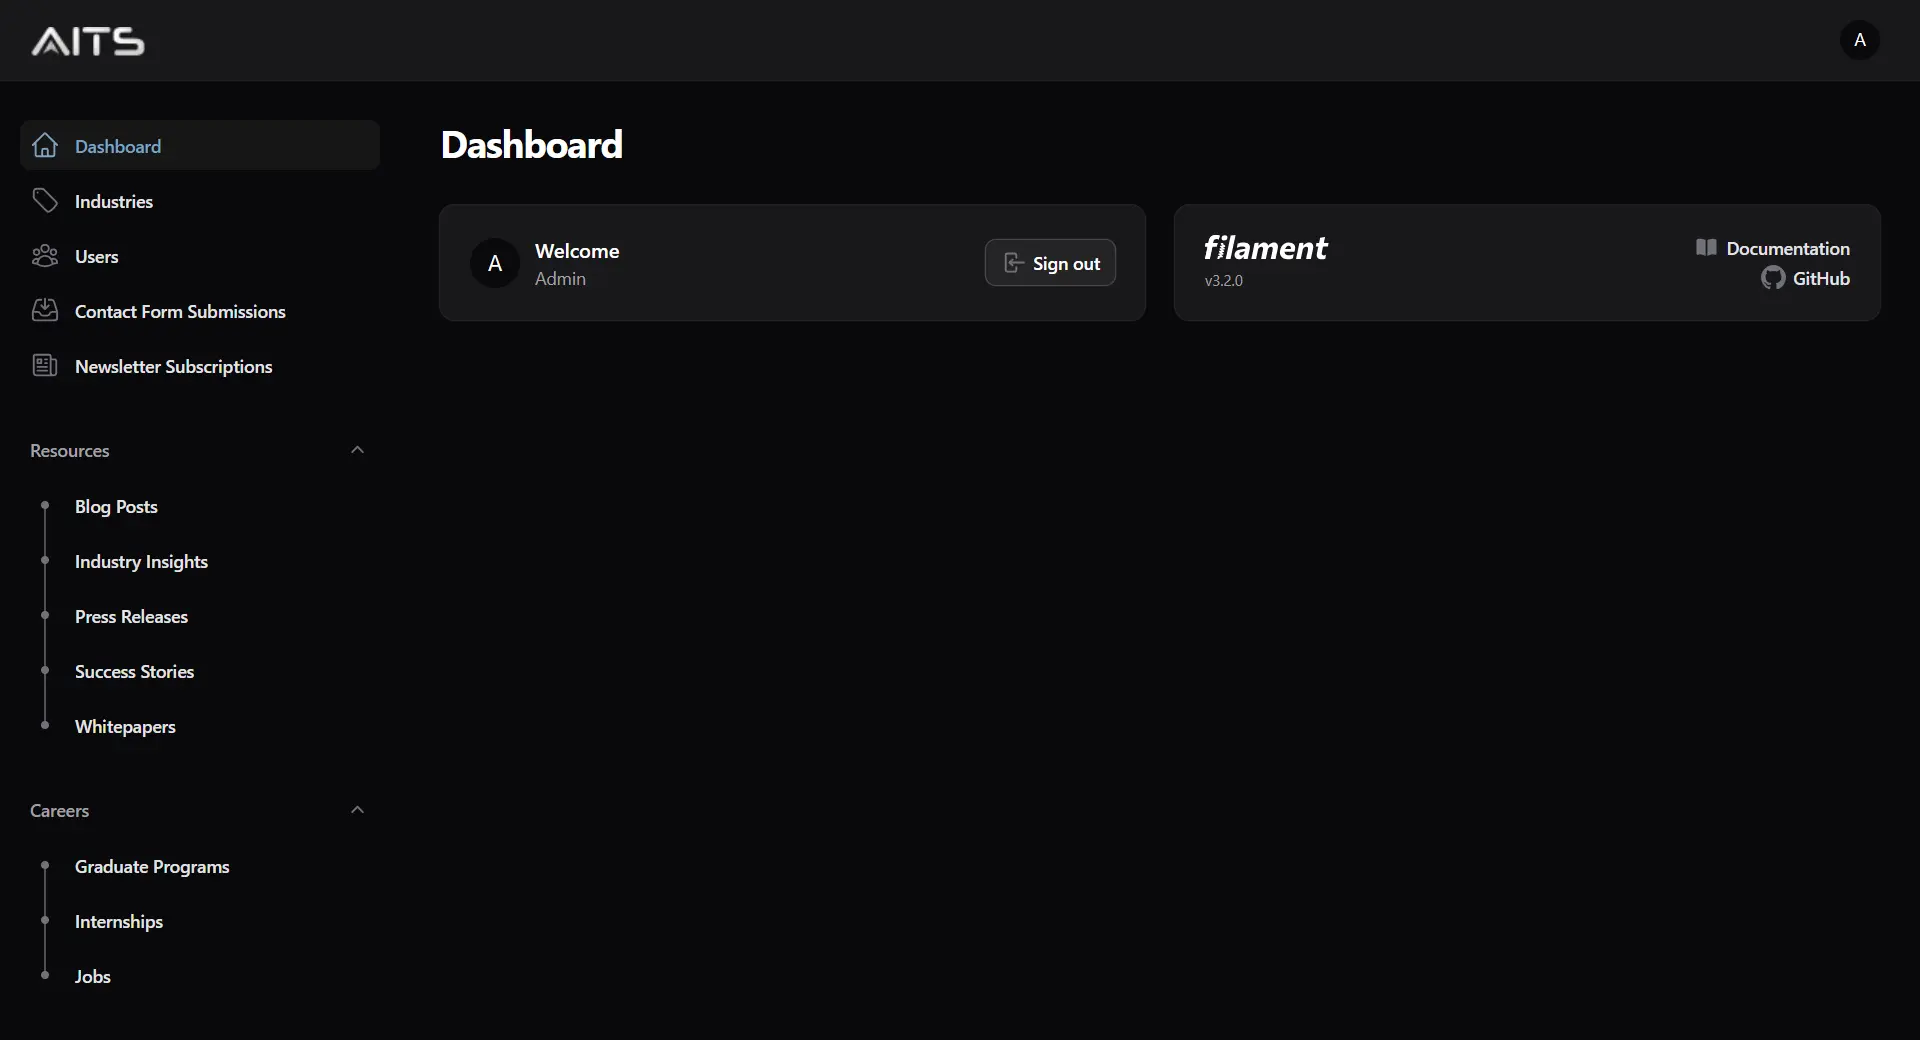 AITS
A
Dashboard
Industries
Users
Contact Form Submissions
Newsletter Subscriptions
Resources
Blog Posts
Industry Insights
Press Releases
Success Stories
Whitepapers
Careers
Graduate Programs
Internships
Jobs
Dashboard
A
Welcome
Admin
Sign out
filament
v3.2.0
Documentation
GitHub